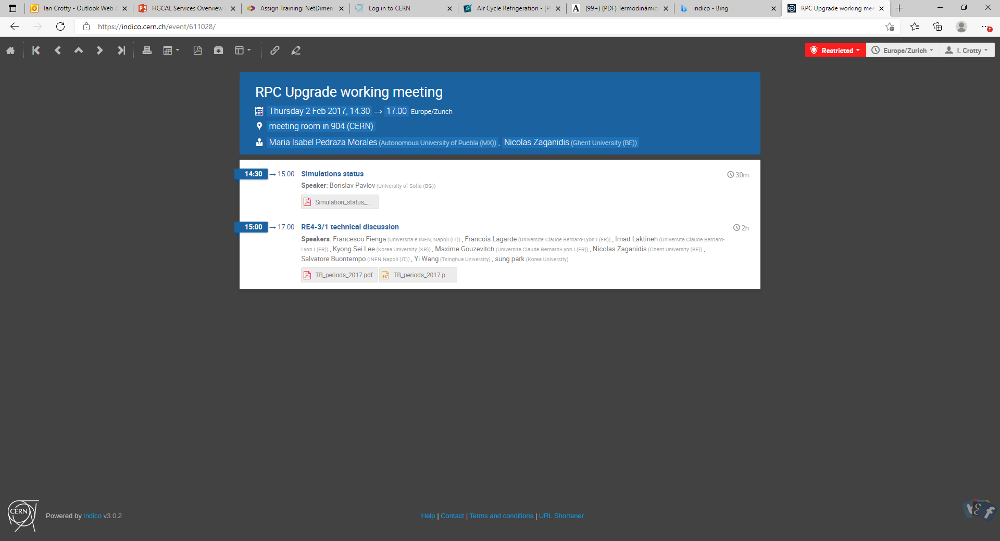 Ian Crotty - Outlook Web A
HGCAL Services Overview
Assign Training: NetDimen
Log in to CERN
Air Cycle Refrigeration - [P
(99+) (PDF) Termodinámica
indico - Bing
RPC Upgrade working mee
https://indico.cern.ch/event/611028/
Restricted
Europe/Zurich
I. Crotty
RPC Upgrade working meeting
Thursday 2 Feb 2017, 14:30 → 17:00 Europe/Zurich
meeting room in 904 (CERN)
Maria Isabel Pedraza Morales (Autonomous University of Puebla (MX)) , Nicolas Zaganidis (Ghent University (BE))
14:30 → 15:00 Simulations status 30m
Speaker: Borislav Pavlov (University of Sofia (BG))
Simulation_status_...
15:00 → 17:00 RE4-3/1 technical discussion 2h
Speakers: Francesco Fienga (Universita e INFN, Napoli (IT)) , Francois Lagarde (Universite Claude Bernard-Lyon I (FR)) , Imad Laktineh (Universite Claude Bernard-
Lyon I (FR)) , Kyong Sei Lee (Korea University (KR)) , Maxime Gouzevitch (Universite Claude Bernard-Lyon I (FR)) , Nicolas Zaganidis (Ghent University (BE)) ,
Salvatore Buontempo (INFN Napoli (IT)) , Yi Wang (Tsinghua University) , sung park (Korea University)
TB_periods_2017.pdf TB_periods_2017.p...
CERN
Powered by Indico v3.0.2
Help | Contact | Terms and conditions | URL Shortener